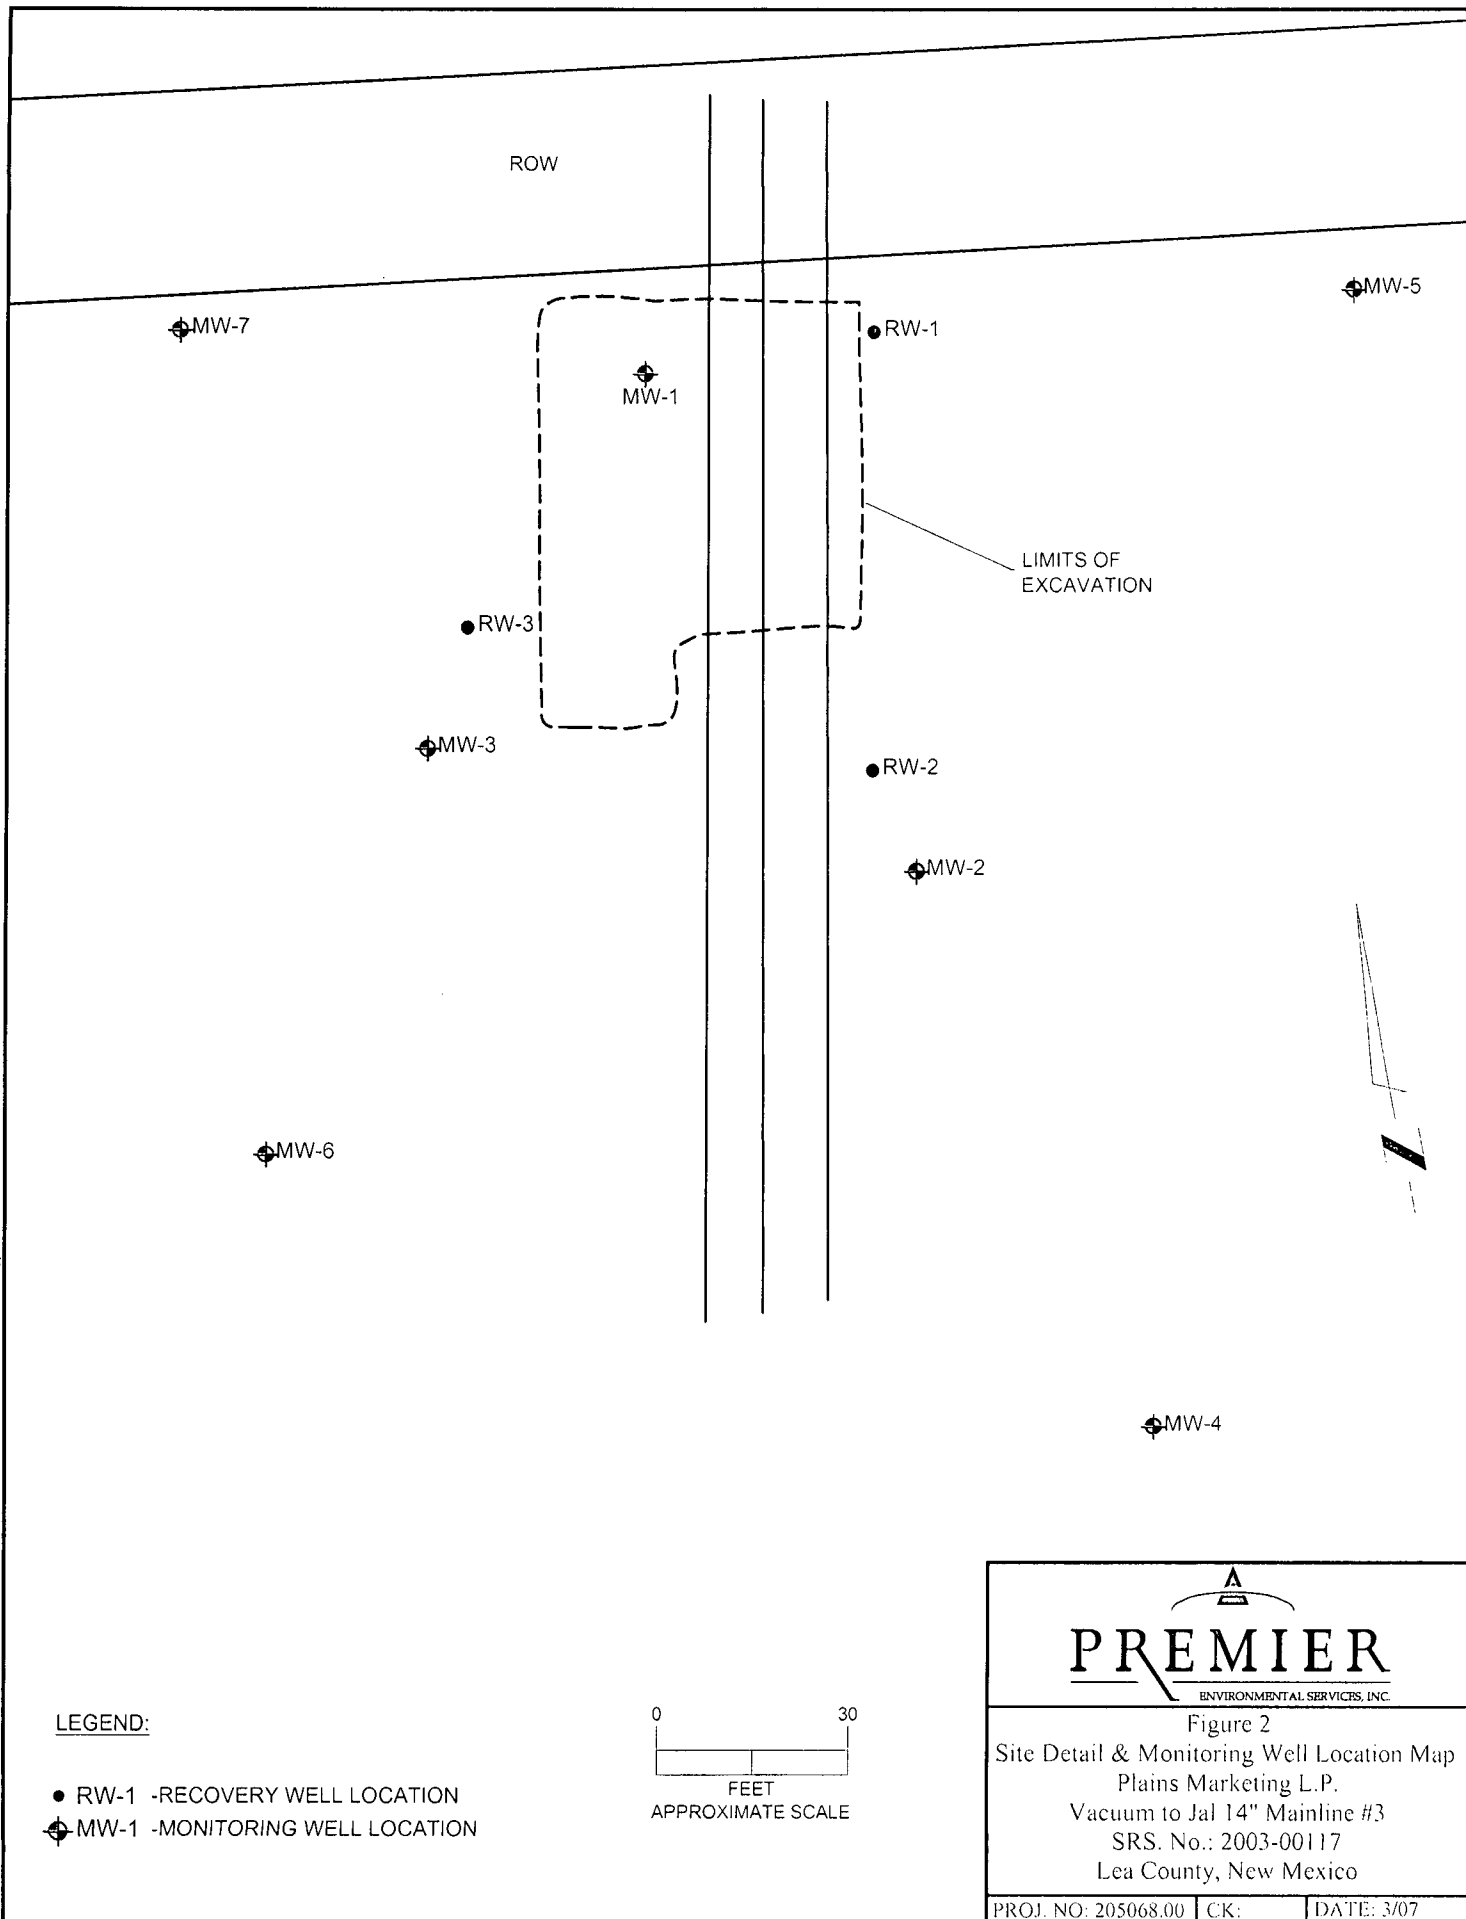 ROW
MW-5
MW-7
RW-1
MW-1
LIMITS OF
EXCAVATION
RW-3
MW-3
RW-2
MW-2
N
MW-6
MW-4
PREMIER
ENVIRONMENTAL SERVICES, INC.
Figure 2
Site Detail & Monitoring Well Location Map
Plains Marketing L.P.
Vacuum to Jal 14" Mainline #3
SRS. No.: 2003-00117
Lea County, New Mexico
PROJ. NO: 205068.00 CK: DATE: 3/07
LEGEND:
RW-1 -RECOVERY WELL LOCATION
MW-1 -MONITORING WELL LOCATION
0 30
FEET
APPROXIMATE SCALE